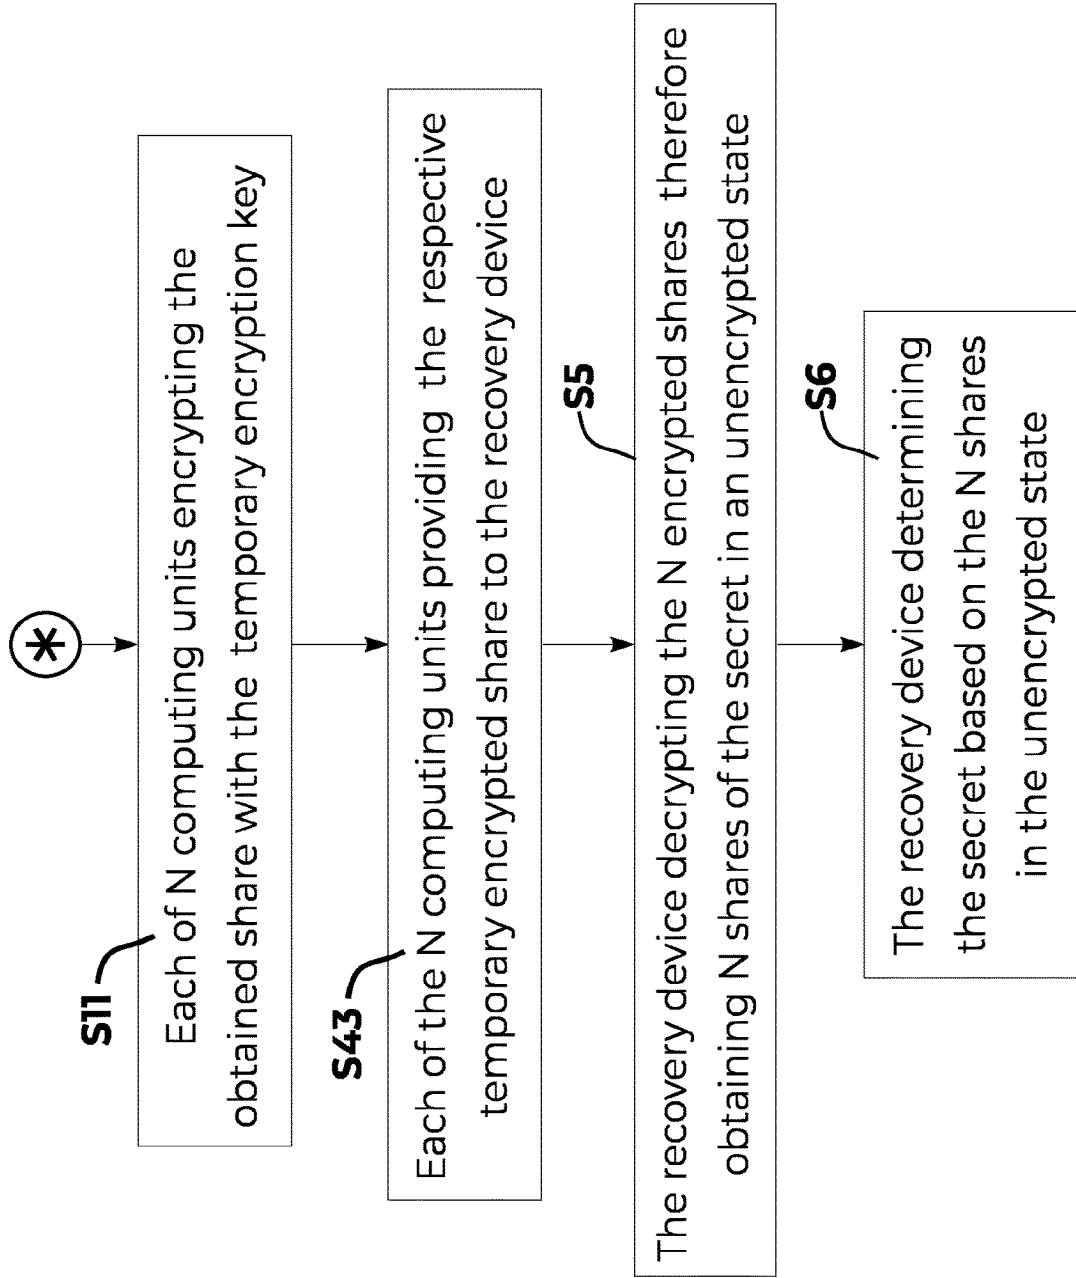 *
S11
Each of N computing units encrypting the
obtained share with the temporary encryption key
S43
Each of the N computing units providing the respective
temporary encrypted share to the recovery device
S5
The recovery device decrypting the N encrypted shares therefore
obtaining N shares of the secret in an unencrypted state
S6
The recovery device determining
the secret based on the N shares
in the unencrypted state